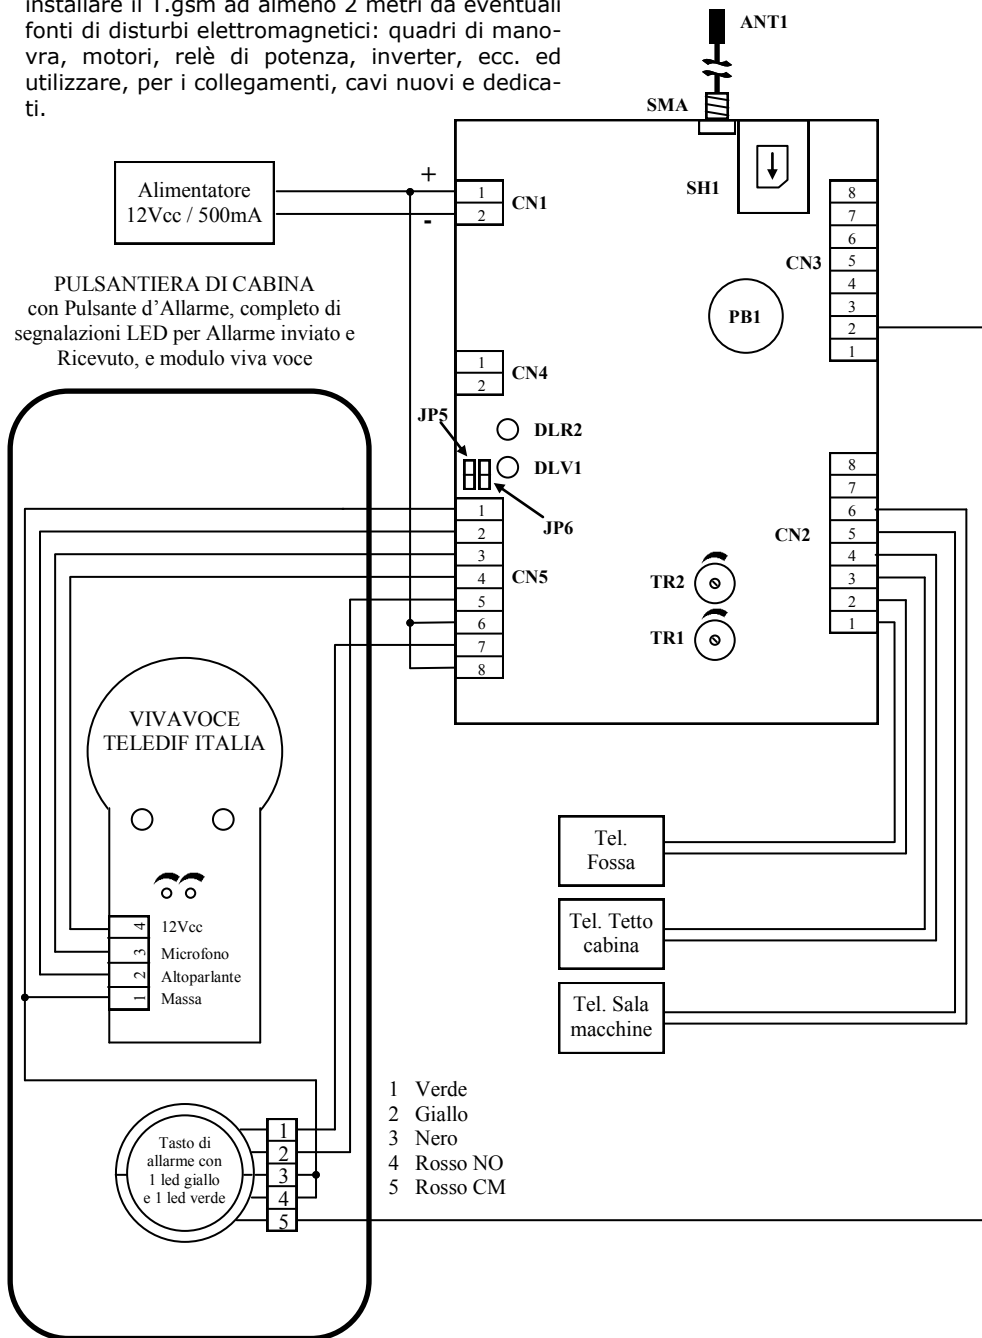 installare il T.gsm ad almeno 2 metri da eventuali
fonti di disturbi elettromagnetici: quadri di mano-
vra, motori, relè di potenza, inverter, ecc. ed
utilizzare, per i collegamenti, cavi nuovi e dedica-
ti.
ANT1
SMA
SH1
Alimentatore
12Vcc / 500mA
+
-
1
2
CN1
8
7
6
5
4
3
2
1
CN3
PB1
PULSANTIERA DI CABINA
con Pulsante d'Allarme, completo di
segnalazioni LED per Allarme inviato e
Ricevuto, e modulo viva voce
1
2
CN4
JP5
DLR2
DLV1
JP6
1
2
3
4
5
6
7
8
CN5
8
7
6
5
4
3
2
1
CN2
TR2
TR1
VIVAVOCE
TELEDIF ITALIA
4 12Vcc
3 Microfono
2 Altoparlante
1 Massa
Tel.
Fossa
Tel. Tetto
cabina
Tel. Sala
macchine
Tasto di
allarme con
1 led giallo
e 1 led verde
1
2
3
4
5
1 Verde
2 Giallo
3 Nero
4 Rosso NO
5 Rosso CM